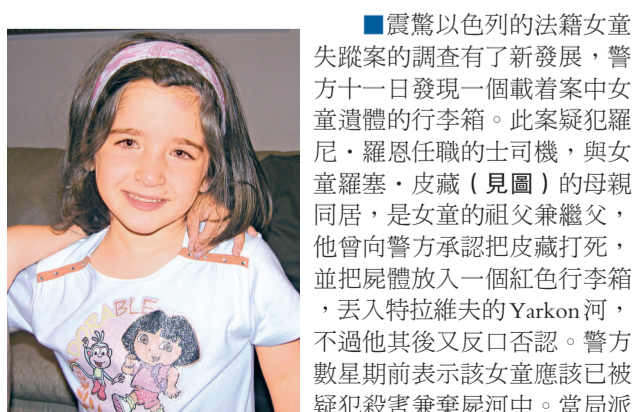 ■震驚以色列的法籍女童
失蹤案的調查有了新發展，警
方十一日發現一個載着案中女
童遺體的行李箱。此案疑犯羅
尼・羅恩任職的士司機，與女
童羅塞・皮藏（見圖）的母親
同居，是女童的祖父兼繼父，
他曾向警方承認把皮藏打死，
並把屍體放入一個紅色行李箱
，丟入特拉維夫的Yarkon河，
不過他其後又反口否認。警方
數星期前表示該女童應該已被
疑犯殺害兼棄屍河中。當局派
ORABLE